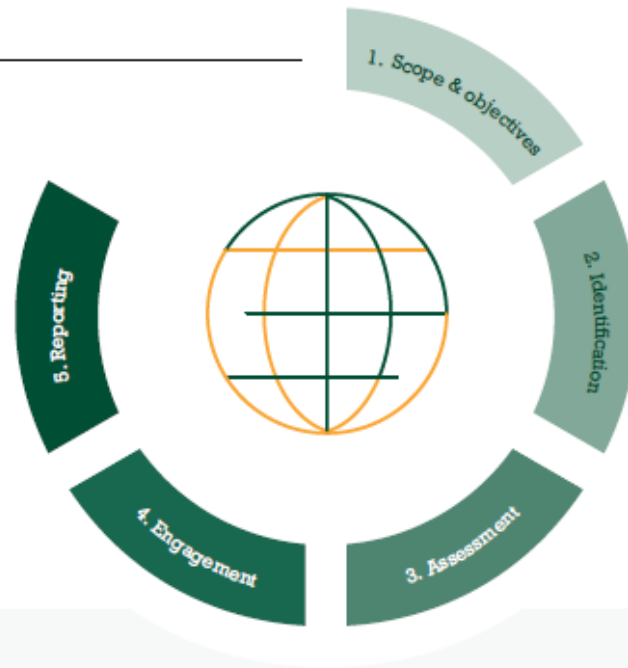 1. Scope & objectives
2. Identification
3. Assessment
4. Engagement
5. Reporting